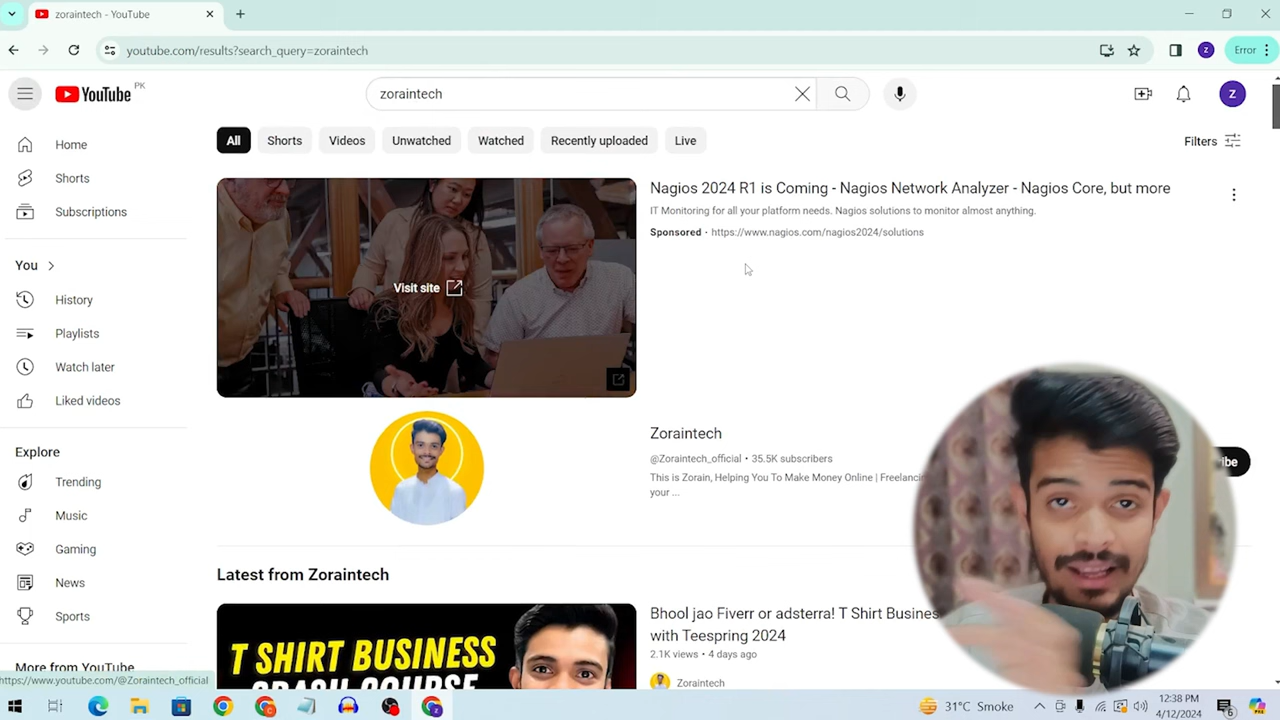 zoraintech - YouTube
youtube.com/results?search_query=zoraintech
Z
Error
YouTube
PK
zoraintech
Z
Home
Shorts
Subscriptions
You
History
Playlists
Watch later
Liked videos
Explore
Trending
Music
Gaming
News
Sports
More from YouTube
https://www.youtube.com/@Zoraintech_official
All
Shorts
Videos
Unwatched
Watched
Recently uploaded
Live
Filters
Visit site
Nagios 2024 R1 is Coming - Nagios Network Analyzer - Nagios Core, but more
IT Monitoring for all your platform needs. Nagios solutions to monitor almost anything.
Sponsored · https://www.nagios.com/nagios2024/solutions
Zoraintech
@Zoraintech_official • 35.5K subscribers
This is Zorain, Helping You To Make Money Online | Freelancing
your ...
Latest from Zoraintech
T SHIRT BUSINESS
CRASH COURSE
Bhool jao Fiverr or adsterra! T Shirt Business
with Teespring 2024
2.1K views • 4 days ago
Zoraintech
31°C Smoke
12:38 PM
4/12/2024
6